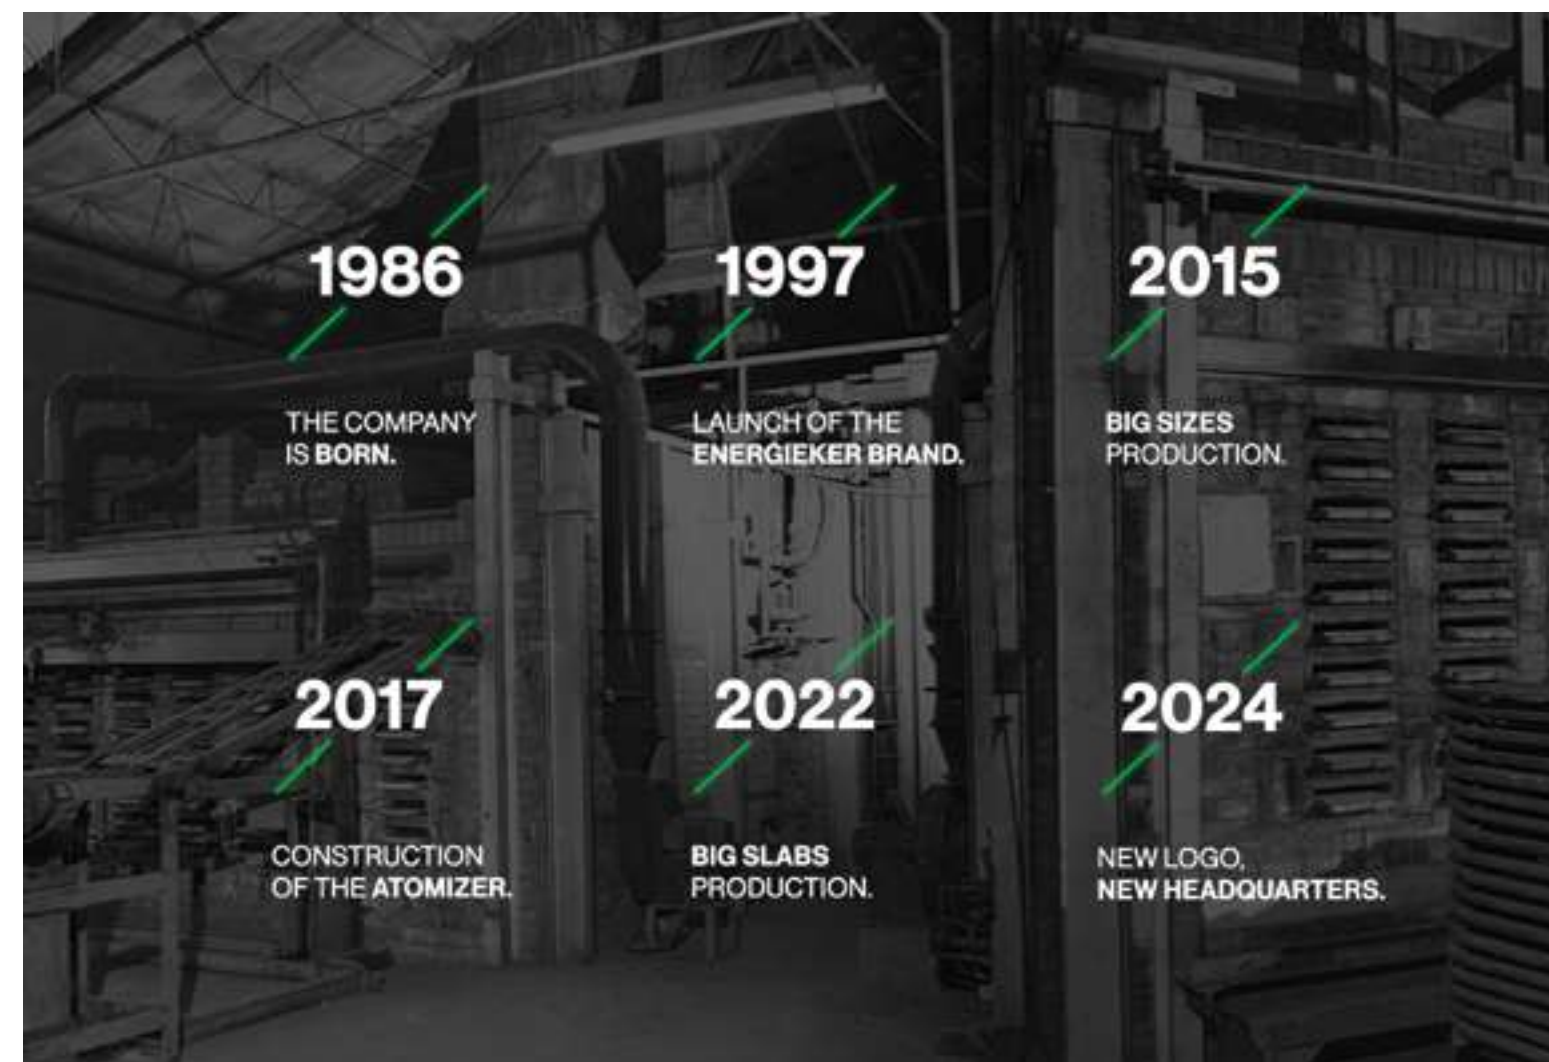 1986
THE COMPANY
IS BORN.
1997
LAUNCH OF THE
ENERGIEKER BRAND.
2015
BIG SIZES
PRODUCTION.
2017
CONSTRUCTION
OF THE ATOMIZER.
2022
BIG SLABS
PRODUCTION.
2024
NEW LOGO,
NEW HEADQUARTERS.